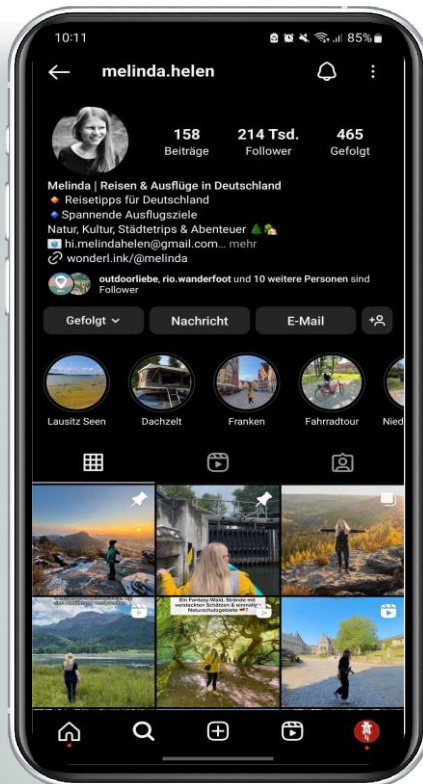 10:11
85%
melinda.helen
158
214 Tsd.
465
Beiträge
Follower
Gefolgt
Melinda | Reisen & Ausflüge in Deutschland
🔸 Reisetipps für Deutschland
🔹Spannende Ausflugsziele
Natur, Kultur, Städtetrips & Abenteuer 🌲🏡
📧 hi.melindahelen@gmail.com... mehr
wonderl.ink/@melinda
outdoorliebe, rio.wanderfoot und 10 weitere Personen sind
Follower
Gefolgt
Nachricht
E-Mail
Lausitz Seen
Dachzelt
Franken
Fahrradtour
Nied
Ein Fantasy-Wald, Strände mit
versteckten Schätzen & einmalige
Naturschutzgebiete